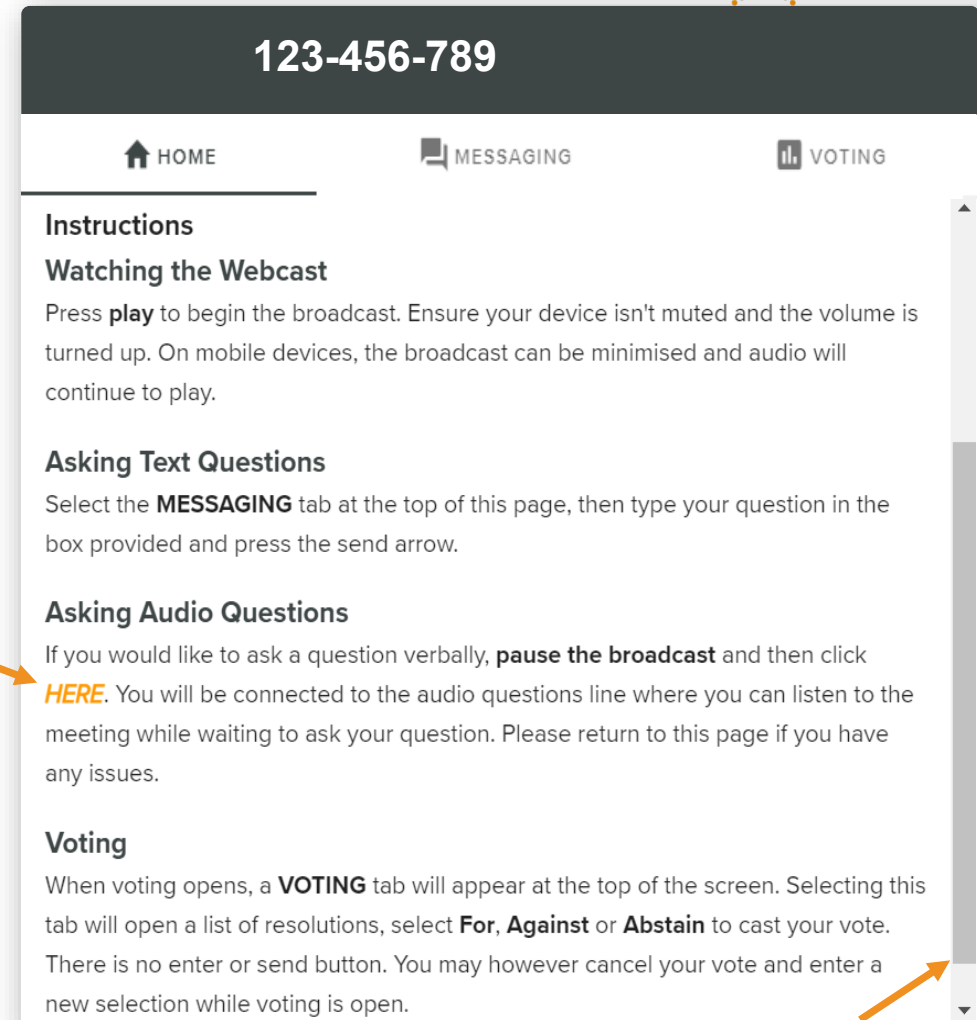 123-456-789
HOME MESSAGING VOTING
Instructions
Watching the Webcast
Press play to begin the broadcast. Ensure your device isn't muted and the volume is
turned up. On mobile devices, the broadcast can be minimised and audio will
continue to play.
Asking Text Questions
Select the MESSAGING tab at the top of this page, then type your question in the
box provided and press the send arrow.
Asking Audio Questions
If you would like to ask a question verbally, pause the broadcast and then click
HERE. You will be connected to the audio questions line where you can listen to the
meeting while waiting to ask your question. Please return to this page if you have
any issues.
Voting
When voting opens, a VOTING tab will appear at the top of the screen. Selecting this
tab will open a list of resolutions, select For, Against or Abstain to cast your vote.
There is no enter or send button. You may however cancel your vote and enter a
new selection while voting is open.